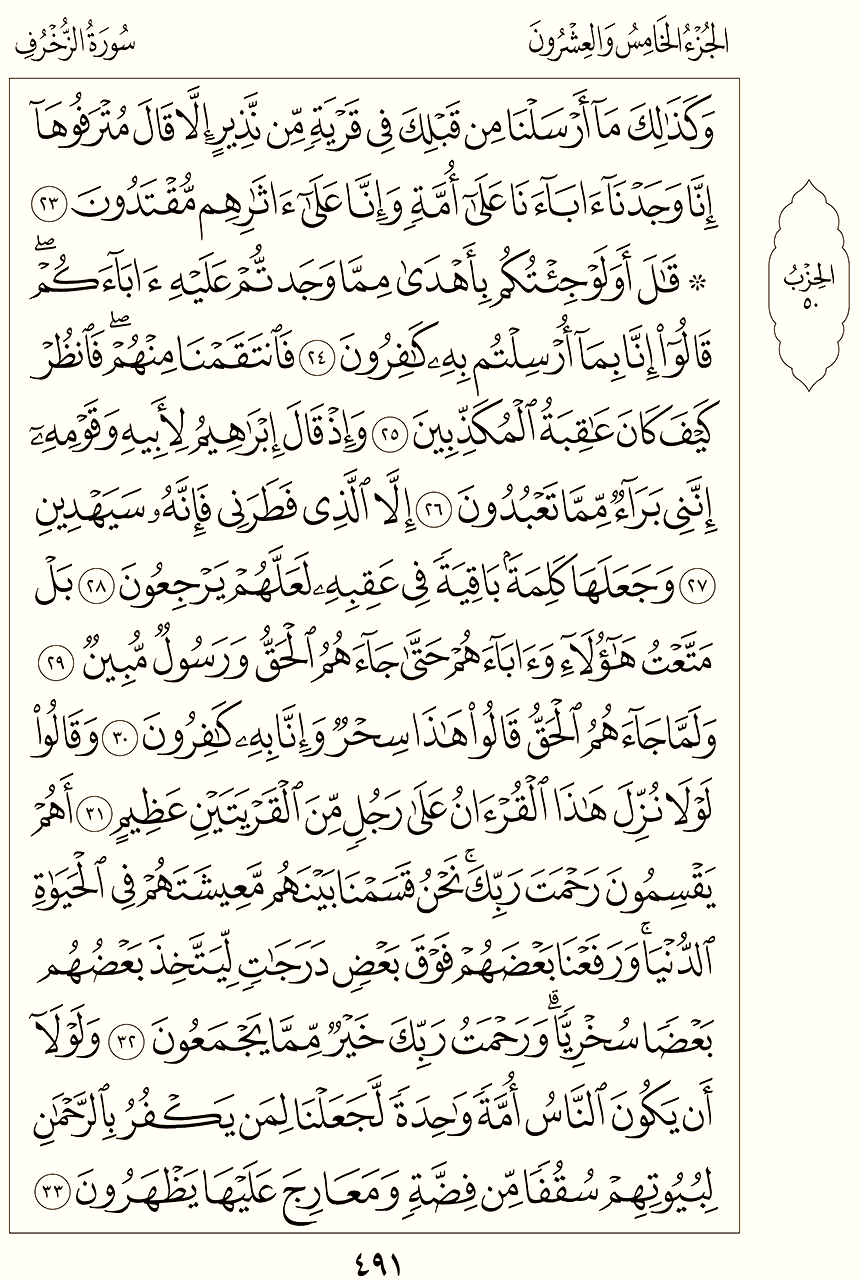 الجُزْءُ الخَامِسُ وَالعِشْرُونَ
سُورَةُ الزُّخْرُفِ
وَكَذَٰلِكَ مَآ أَرْسَلْنَا مِن قَبْلِكَ فِى قَرْيَةٍ مِّن نَّذِيرٍ إِلَّا قَالَ مُتْرَفُوهَآ
إِنَّا وَجَدْنَآ ءَابَآءَنَا عَلَىٰٓ أُمَّةٍ وَإِنَّا عَلَىٰٓ ءَاثَٰرِهِم مُّقْتَدُونَ ٢٣
۞ قَٰلَ أَوَلَوْ جِئْتُكُم بِأَهْدَىٰ مِمَّا وَجَدتُّمْ عَلَيْهِ ءَابَآءَكُمْۖ
قَالُوٓا۟ إِنَّا بِمَآ أُرْسِلْتُم بِهِۦ كَٰفِرُونَ ٢٤ فَٱنتَقَمْنَا مِنْهُمْۖ فَٱنظُرْ
كَيْفَ كَانَ عَٰقِبَةُ ٱلْمُكَذِّبِينَ ٢٥ وَإِذْ قَالَ إِبْرَٰهِيمُ لِأَبِيهِ وَقَوْمِهِۦٓ
إِنَّنِى بَرَآءٌ مِّمَّا تَعْبُدُونَ ٢٦ إِلَّا ٱلَّذِى فَطَرَنِى فَإِنَّهُۥ سَيَهْدِينِ
٢٧ وَجَعَلَهَا كَلِمَةًۢ بَاقِيَةً فِى عَقِبِهِۦ لَعَلَّهُمْ يَرْجِعُونَ ٢٨ بَلْ
مَتَّعْتُ هَٰٓؤُلَآءِ وَءَابَآءَهُمْ حَتَّىٰ جَآءَهُمُ ٱلْحَقُّ وَرَسُولٌ مُّبِينٌ ٢٩
وَلَمَّا جَآءَهُمُ ٱلْحَقُّ قَالُوا۟ هَٰذَا سِحْرٌ وَإِنَّا بِهِۦ كَٰفِرُونَ ٣٠ وَقَالُوا۟
لَوْلَا نُزِّلَ هَٰذَا ٱلْقُرْءَانُ عَلَىٰ رَجُلٍ مِّنَ ٱلْقَرْيَتَيْنِ عَظِيمٍ ٣١ أَهُمْ
يَقْسِمُونَ رَحْمَتَ رَبِّكَۚ نَحْنُ قَسَمْنَا بَيْنَهُم مَّعِيشَتَهُمْ فِى ٱلْحَيَوٰةِ
ٱلدُّنْيَاۚ وَرَفَعْنَا بَعْضَهُمْ فَوْقَ بَعْضٍ دَرَجَٰتٍ لِّيَتَّخِذَ بَعْضُهُم
بَعْضًا سُخْرِيًّاۗ وَرَحْمَتُ رَبِّكَ خَيْرٌ مِّمَّا يَجْمَعُونَ ٣٢ وَلَوْلَآ
أَن يَكُونَ ٱلنَّاسُ أُمَّةً وَٰحِدَةً لَّجَعَلْنَا لِمَن يَكْفُرُ بِٱلرَّحْمَٰنِ
لِبُيُوتِهِمْ سُقُفًا مِّن فِضَّةٍ وَمَعَارِجَ عَلَيْهَا يَظْهَرُونَ ٣٣
الحِزْبُ
٥٠
٤٩١